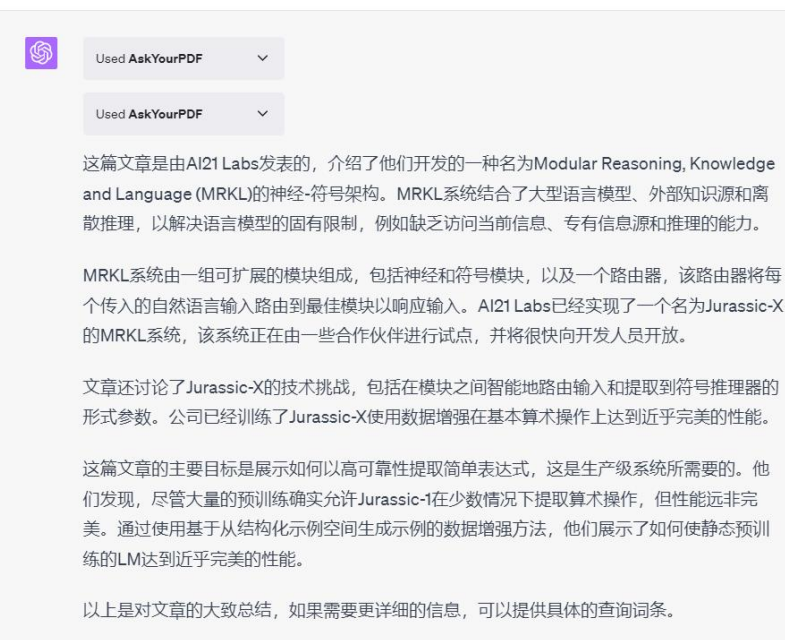 Used AskYourPDF
Used AskYourPDF
这篇文章是由AI21 Labs发表的，介绍了他们开发的一种名为Modular Reasoning, Knowledge
and Language (MRKL)的神经-符号架构。MRKL系统结合了大型语言模型、外部知识源和离
散推理，以解决语言模型的固有限制，例如缺乏访问当前信息、专有信息源和推理的能力。
MRKL系统由一组可扩展的模块组成，包括神经和符号模块，以及一个路由器，该路由器将每
个传入的自然语言输入路由到最佳模块以响应输入。AI21 Labs已经实现了一个名为Jurassic-X
的MRKL系统，该系统正在由一些合作伙伴进行试点，并将很快向开发人员开放。
文章还讨论了Jurassic-X的技术挑战，包括在模块之间智能地路由输入和提取到符号推理器的
形式参数。公司已经训练了Jurassic-X使用数据增强在基本算术操作上达到近乎完美的性能。
这篇文章的主要目标是展示如何以高可靠性提取简单表达式，这是生产级系统所需要的。他
们发现，尽管大量的预训练确实允许Jurassic-1在少数情况下提取算术操作，但性能远非完
美。通过使用基于从结构化示例空间生成示例的数据增强方法，他们展示了如何使静态预训
练的LM达到近乎完美的性能。
以上是对文章的大致总结，如果需要更详细的信息，可以提供具体的查询词条。